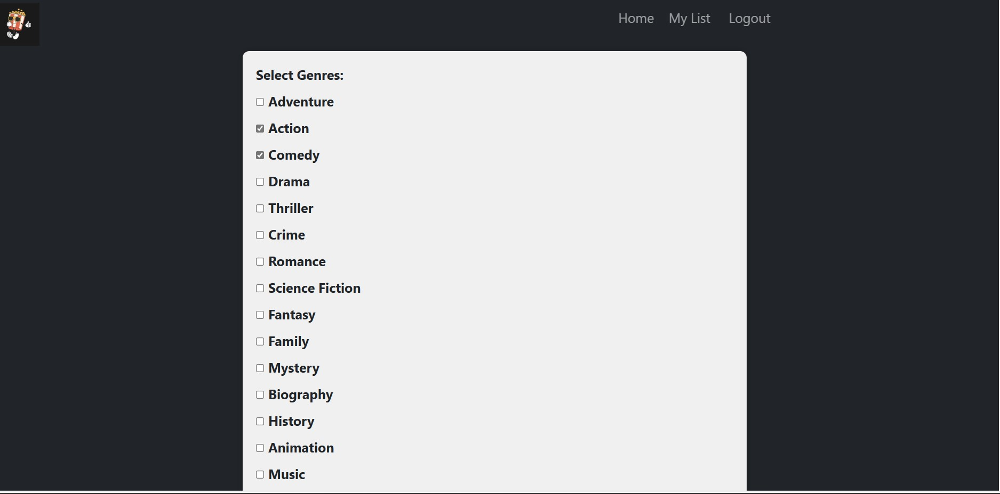 Home My List Logout
Select Genres:
Adventure
Action
Comedy
Drama
Thriller
Crime
Romance
Science Fiction
Fantasy
Family
Mystery
Biography
History
Animation
Music